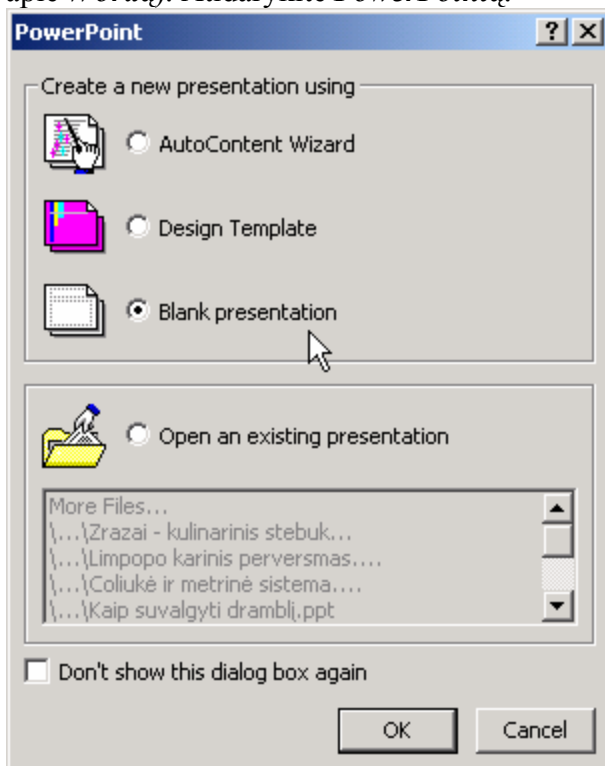 PowerPoint
Create a new presentation using
AutoContent Wizard
Design Template
Blank presentation
Open an existing presentation
More Files...
\...\Zrazai - kulinarinis stebuk...
\...\Limpopo karinis perversmas....
\...\Coliukė ir metrinė sistema....
\...\Kaip suvalgyti dramblį.ppt
Don't show this dialog box again
OK Cancel